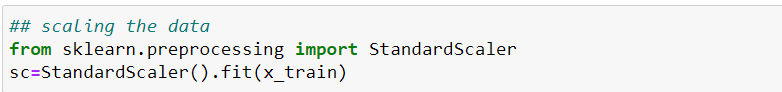 ## scaling the data
from sklearn.preprocessing import StandardScaler
sc=StandardScaler().fit(x_train)